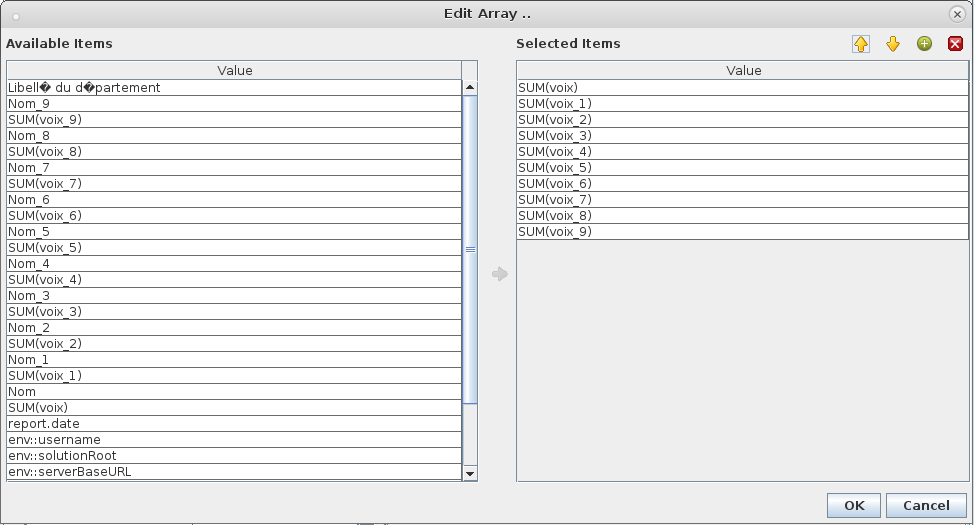 Edit Array ..
Available Items
Value
Libell� du d�partement
Nom_9
SUM(voix_9)
Nom_8
SUM(voix_8)
Nom_7
SUM(voix_7)
Nom_6
SUM(voix_6)
Nom_5
SUM(voix_5)
Nom_4
SUM(voix_4)
Nom_3
SUM(voix_3)
Nom_2
SUM(voix_2)
Nom_1
SUM(voix_1)
Nom
SUM(voix)
report.date
env::username
env::solutionRoot
env::serverBaseURL
Selected Items
Value
SUM(voix)
SUM(voix_1)
SUM(voix_2)
SUM(voix_3)
SUM(voix_4)
SUM(voix_5)
SUM(voix_6)
SUM(voix_7)
SUM(voix_8)
SUM(voix_9)
OK
Cancel